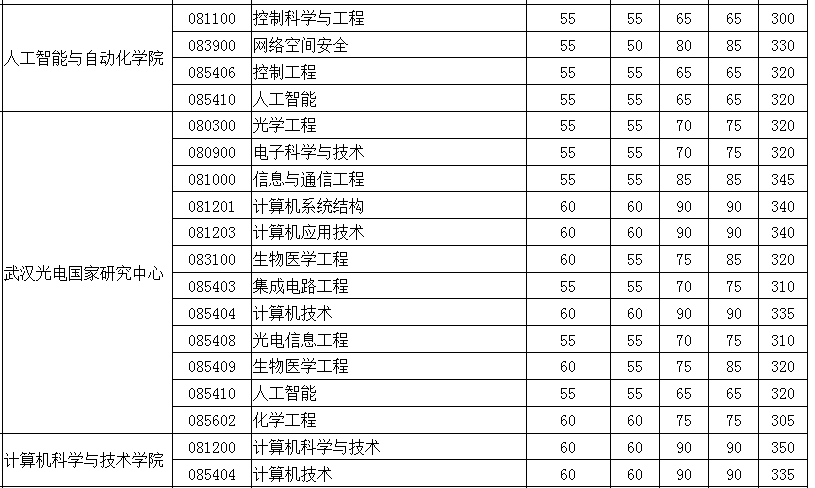 人工智能与自动化学院
081100 控制科学与工程 55 55 65 65 300
083900 网络空间安全 55 50 80 85 330
085406 控制工程 55 55 65 65 320
085410 人工智能 55 55 65 65 320
武汉光电国家研究中心
080300 光学工程 55 55 70 75 320
080900 电子科学与技术 55 55 70 75 320
081000 信息与通信工程 55 55 85 85 345
081201 计算机系统结构 60 60 90 90 340
081203 计算机应用技术 60 60 90 90 340
083100 生物医学工程 60 55 75 85 320
085403 集成电路工程 55 55 70 75 310
085404 计算机技术 60 60 90 90 335
085408 光电信息工程 55 55 70 75 310
085409 生物医学工程 60 55 75 85 320
085410 人工智能 55 55 65 65 320
085602 化学工程 60 60 75 75 305
计算机科学与技术学院
081200 计算机科学与技术 60 60 90 90 350
085404 计算机技术 60 60 90 90 335